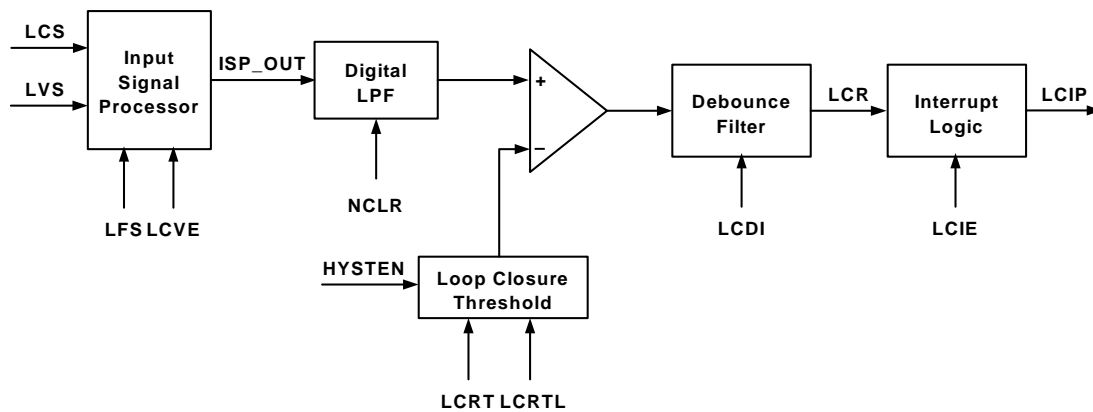 LCS
LVS
Input
Signal
Processor
ISP_OUT
Digital
LPF
+
–
Debounce
Filter
LCR
Interrupt
Logic
LCIP
LFS LCVE
NCLR
LCDI
LCIE
HYSTEN
Loop Closure
Threshold
LCRT LCRTL